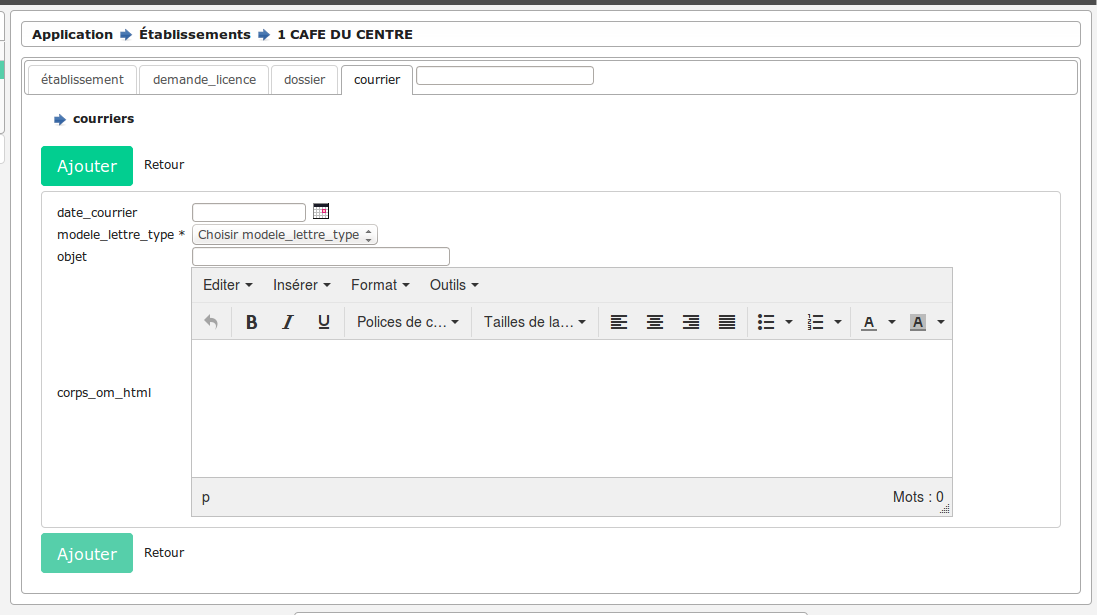 Application Établissements 1 CAFE DU CENTRE
établissement demande_licence dossier courrier
courriers
Ajouter Retour
date_courrier
modele_lettre_type * Choisir modele_lettre_type
objet
Editer Insérer Format Outils
B I U Polices de c... Tailles de la... A A
corps_om_html
p Mots : 0
Ajouter Retour